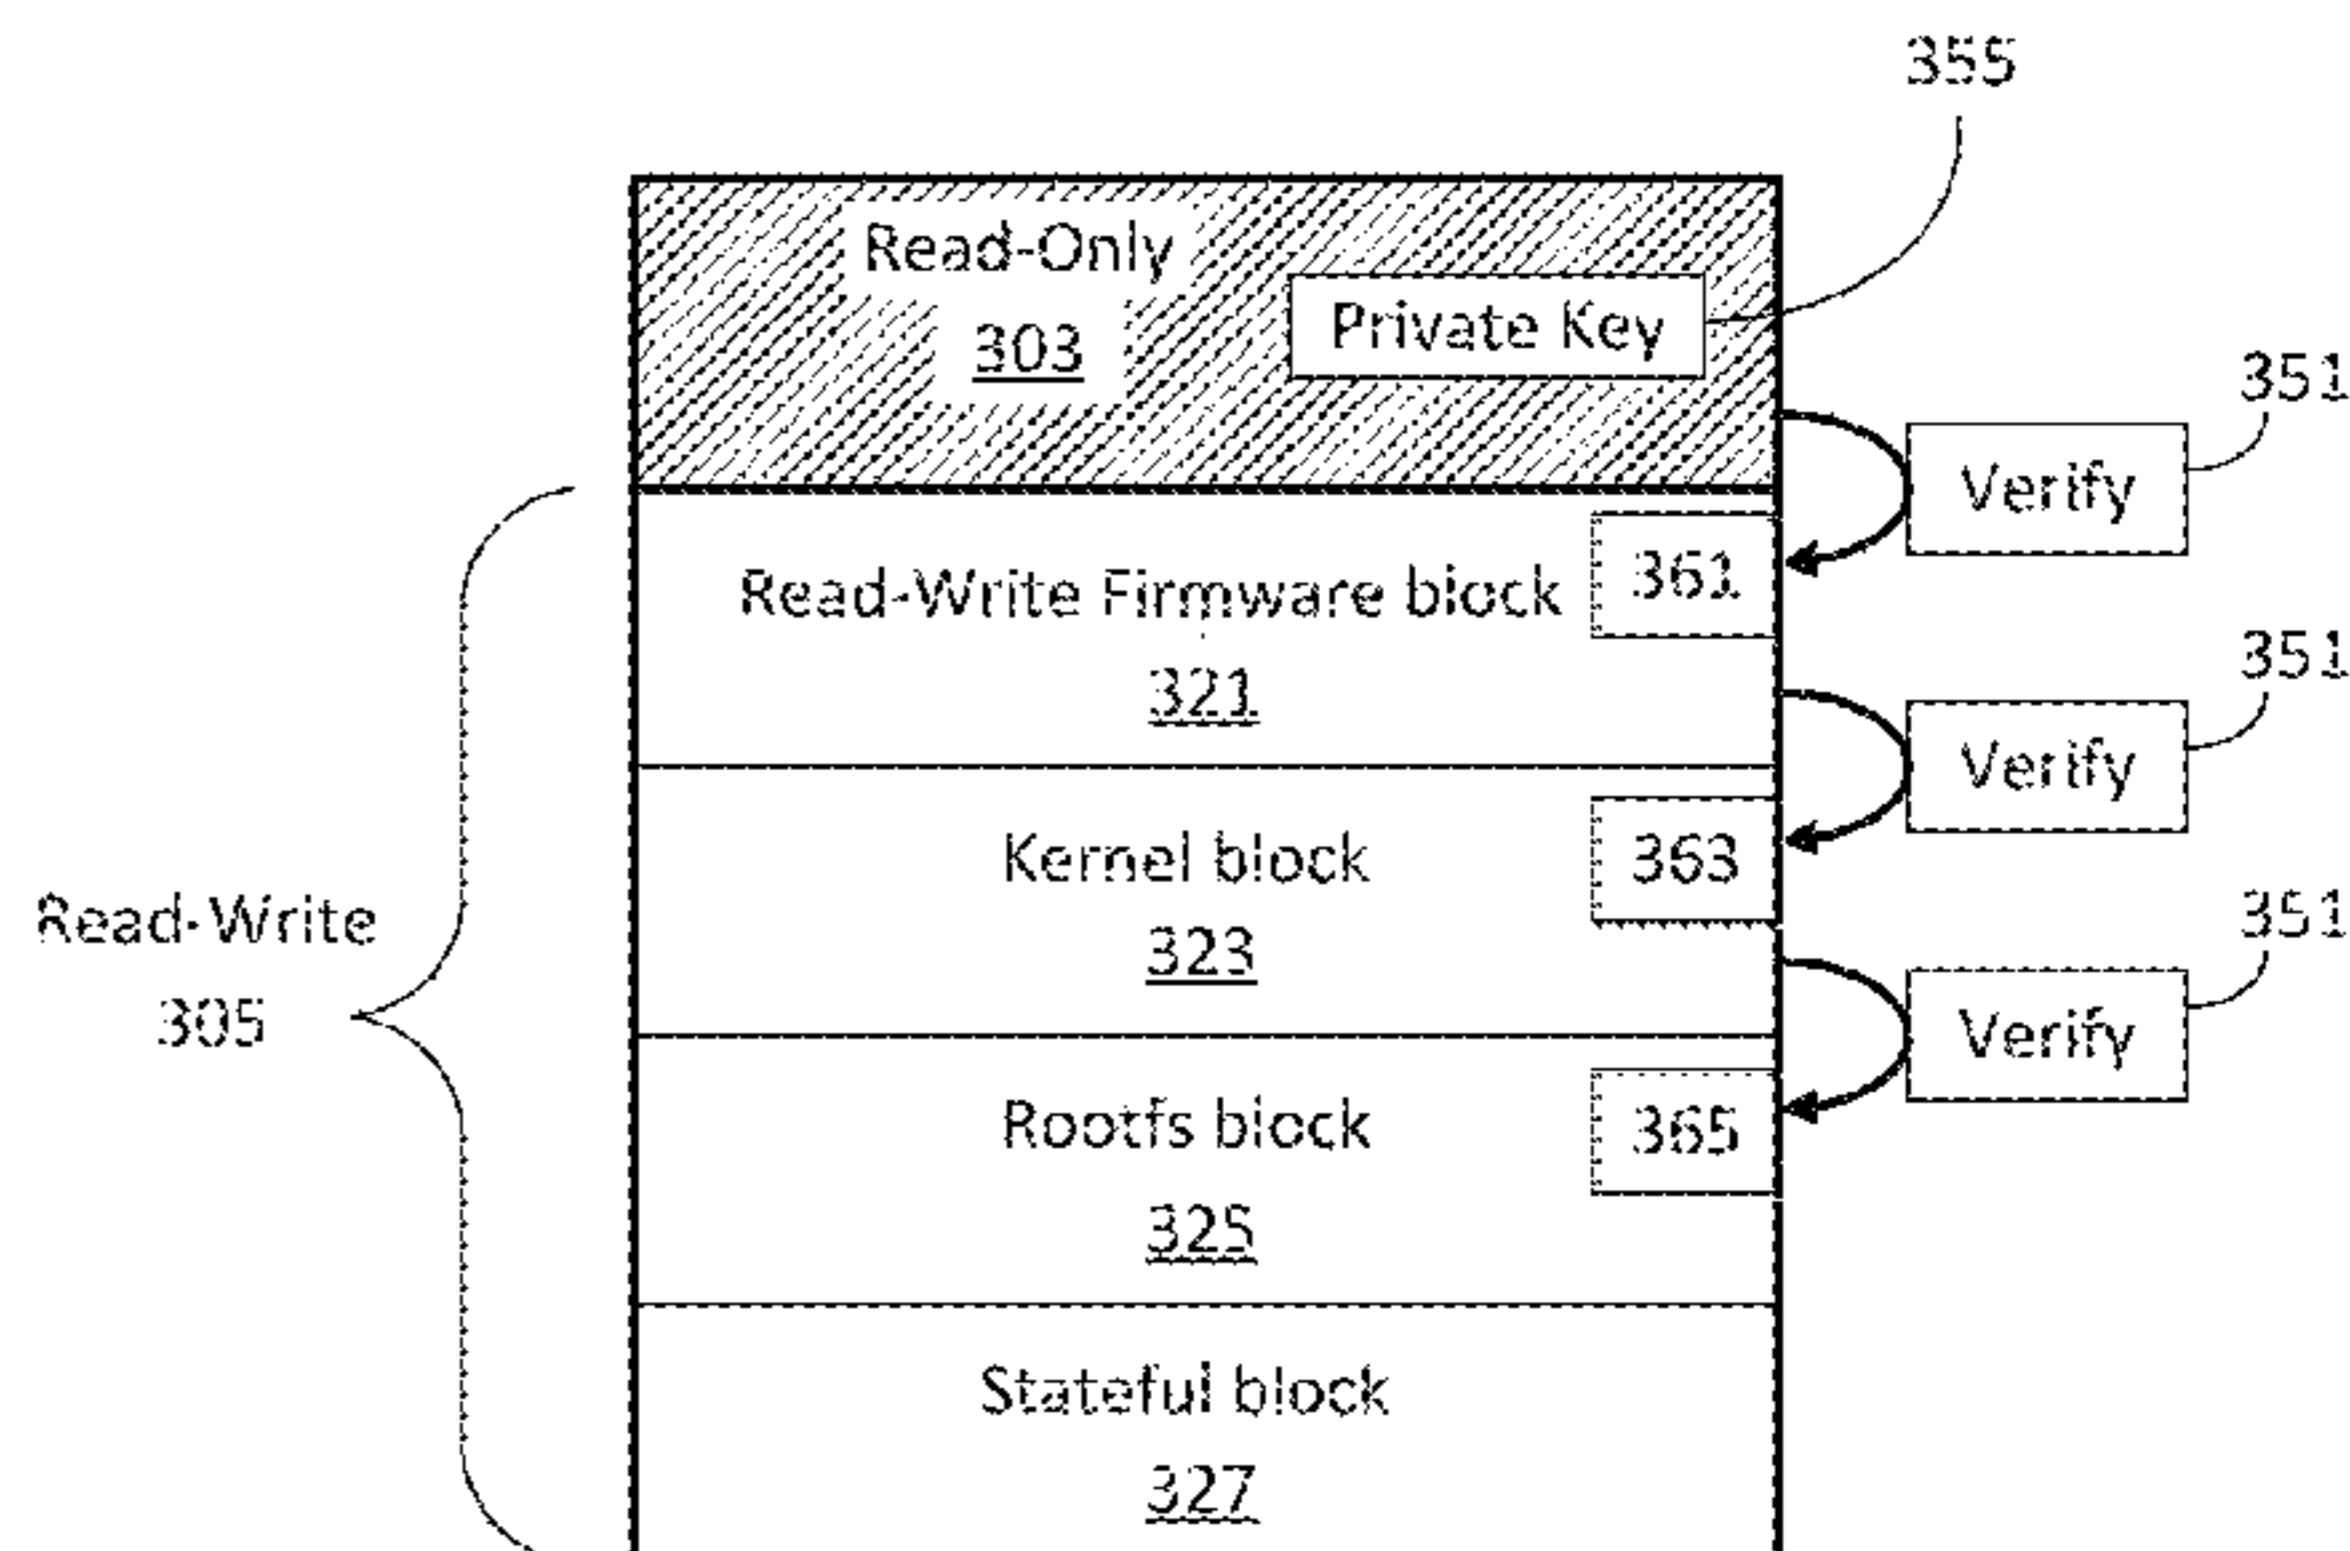 355
Read-Only
303
Private Key
351
Verify
361
Read-Write Firmware block
321
351
Verify
Kernel block
363
323
Read-Write
305
351
Verify
Rootfs block
365
325
Stateful block
327